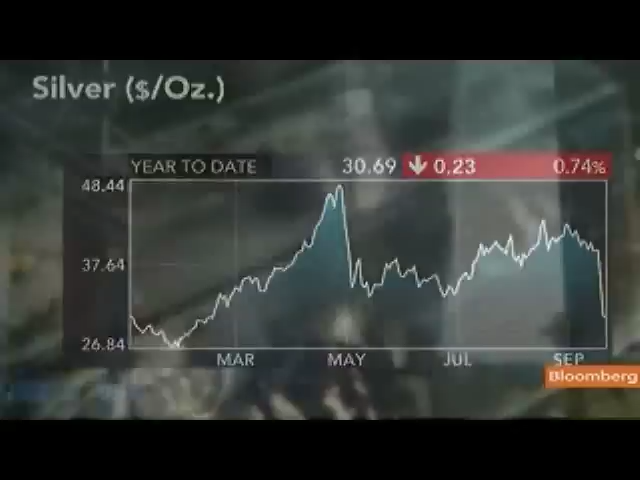 Silver ($/Oz.)
YEAR TO DATE 30.69 ↓ 0.23 0.74%
48.44
37.64
26.84
MAR MAY JUL SEP
Bloomberg